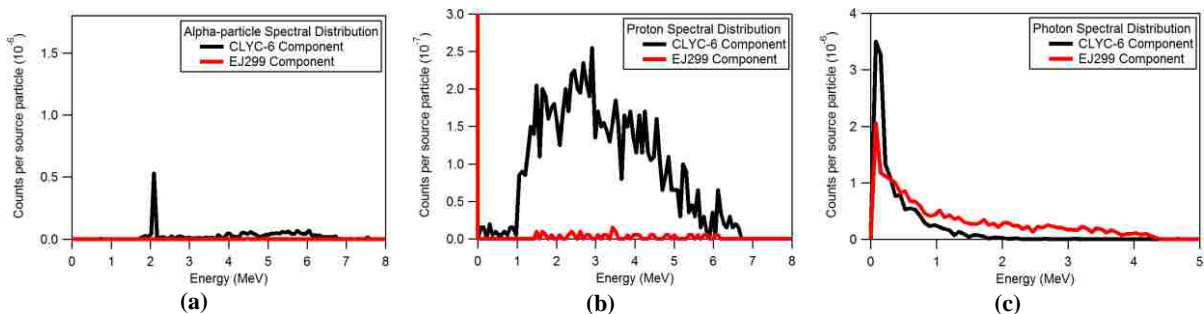 Counts per source particle (10⁻⁶)
1.5
1.0
0.5
0.0
Alpha-particle Spectral Distribution
CLYC-6 Component
EJ299 Component
0 1 2 3 4 5 6 7 8
Energy (MeV)
(a)
Counts per source particle (10⁻⁷)
3.0
2.5
2.0
1.5
1.0
0.5
0.0
Proton Spectral Distribution
CLYC-6 Component
EJ299 Component
0 1 2 3 4 5 6 7 8
Energy (MeV)
(b)
Counts per source particle (10⁻⁶)
4
3
2
1
0
Photon Spectral Distribution
CLYC-6 Component
EJ299 Component
0 1 2 3 4 5
Energy (MeV)
(c)